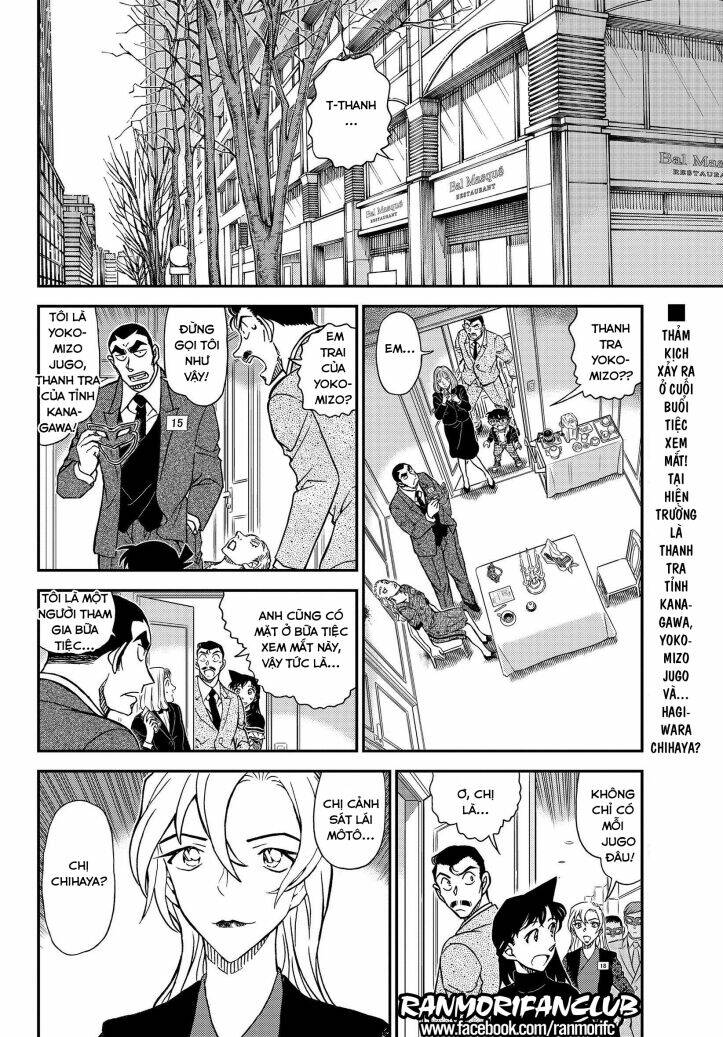 T-THANH
...
Bal Masqué
RESTAURANT
Bal Masqué
RESTAURANT
Bal Masqué
RESTAURANT
THANH
TRA
YOKO-
MIZO??
EM...
EM
TRAI
CỦA
YOKO-
MIZO?
ĐỪNG
GỌI TÔI
NHƯ
VẬY!
TÔI LÀ
YOKO-
MIZO
JUGO,
THANH TRA
CỦA TỈNH
KANA-
GAWA!
15
ANH CŨNG CÓ
MẶT Ở BỮA TIỆC
XEM MẮT NÀY,
VẬY TỨC LÀ...
TÔI LÀ MỘT
NGƯỜI THAM
GIA BỮA
TIỆC...
THẢM
KỊCH
XẢY RA
Ở CUỐI
BUỔI
TIỆC
XEM
MẮT!
TẠI
HIỆN
TRƯỜNG
LÀ
THANH
TRA
TỈNH
KANA-
GAWA,
YOKO-
MIZO
JUGO
VÀ...
HAGI-
WARA
CHIHAYA?
KHÔNG
CHỈ CÓ
MỖI
JUGO
ĐÂU!
Ơ, CHỊ
LÀ...
18
CHỊ CẢNH
SÁT LÁI
MÔTÔ...
CHỊ
CHIHAYA?
RANMORIFANCLUB
www.facebook.com/ranmorifc